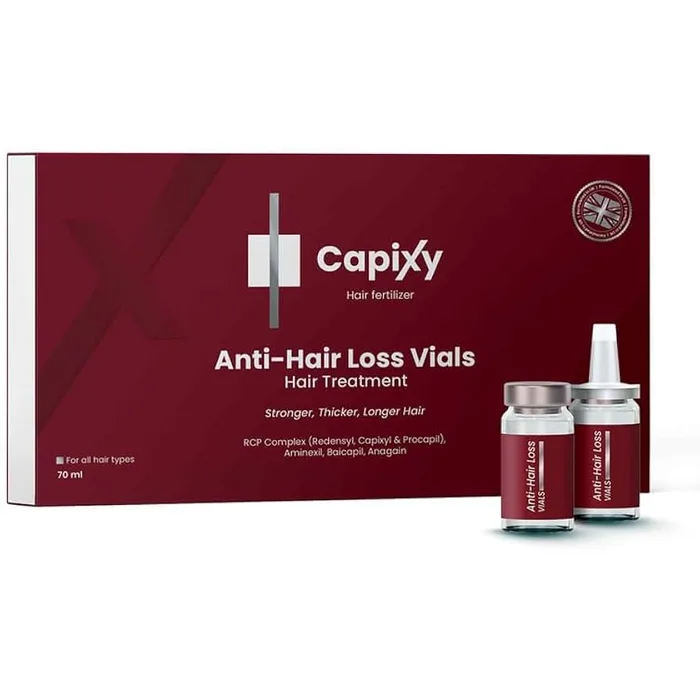 Capixy
Hair fertilizer
Anti-Hair Loss Vials
Hair Treatment
Stronger, Thicker, Longer Hair
RCP Complex (Redensyl, Capixyl & Procapil),
Aminexil, Baicapil, Anagain
For all hair types
70 ml
Anti-Hair Loss
VIALS
Anti-Hair Loss
VIALS